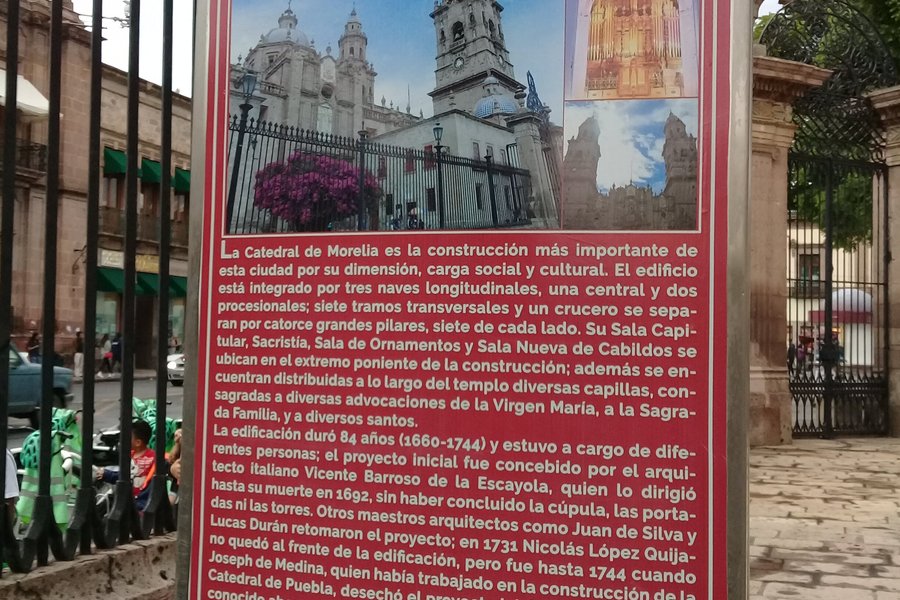 La Catedral de Morelia es la construcción más importante de
esta ciudad por su dimensión, carga social y cultural. El edificio
está integrado por tres naves longitudinales, una central y dos
procesionales; siete tramos transversales y un crucero se sepa-
ran por catorce grandes pilares, siete de cada lado. Su Sala Capi-
tular, Sacristía, Sala de Ornamentos y Sala Nueva de Cabildos se
ubican en el extremo poniente de la construcción; además se en-
cuentran distribuidas a lo largo del templo diversas capillas, con-
sagradas a diversas advocaciones de la Virgen María, a la Sagra-
da Familia, y a diversos santos.
La edificación duró 84 años (1660-1744) y estuvo a cargo de dife-
rentes personas; el proyecto inicial fue concebido por el arqui-
tecto italiano Vicente Barroso de la Escayola, quien lo dirigió
hasta su muerte en 1692, sin haber concluido la cúpula, las porta-
das ni las torres. Otros maestros arquitectos como Juan de Silva y
Lucas Durán retomaron el proyecto; en 1731 Nicolás López Quija-
no quedó al frente de la edificación, pero fue hasta 1744 cuando
Joseph de Medina, quien había trabajado en la construcción de la
Catedral de Puebla, desechó el